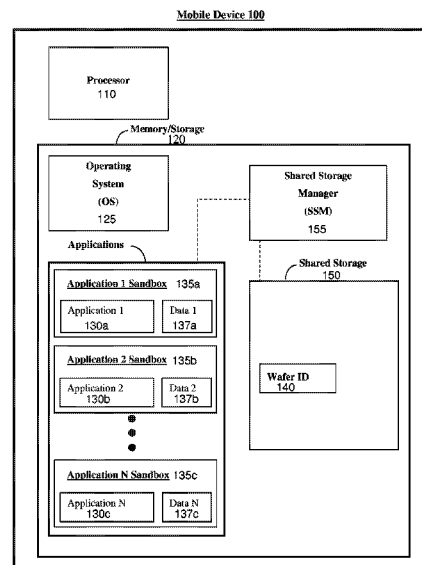 Mobile Device 100
Processor
110
Memory/Storage
120
Operating
System
(OS)
125
Shared Storage
Manager
(SSM)
155
Applications
Shared Storage
150
Application 1 Sandbox 135a
Application 1
130a
Data 1
137a
Application 2 Sandbox 135b
Application 2
130b
Data 2
137b
Wafer ID
140
Application N Sandbox 135c
Application N
130c
Data N
137c